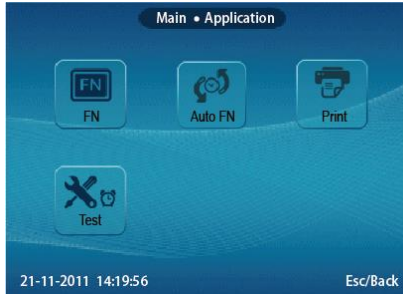 Main • Application
FN
FN Auto FN Print
Test
21-11-2011 14:19:56 Esc/Back